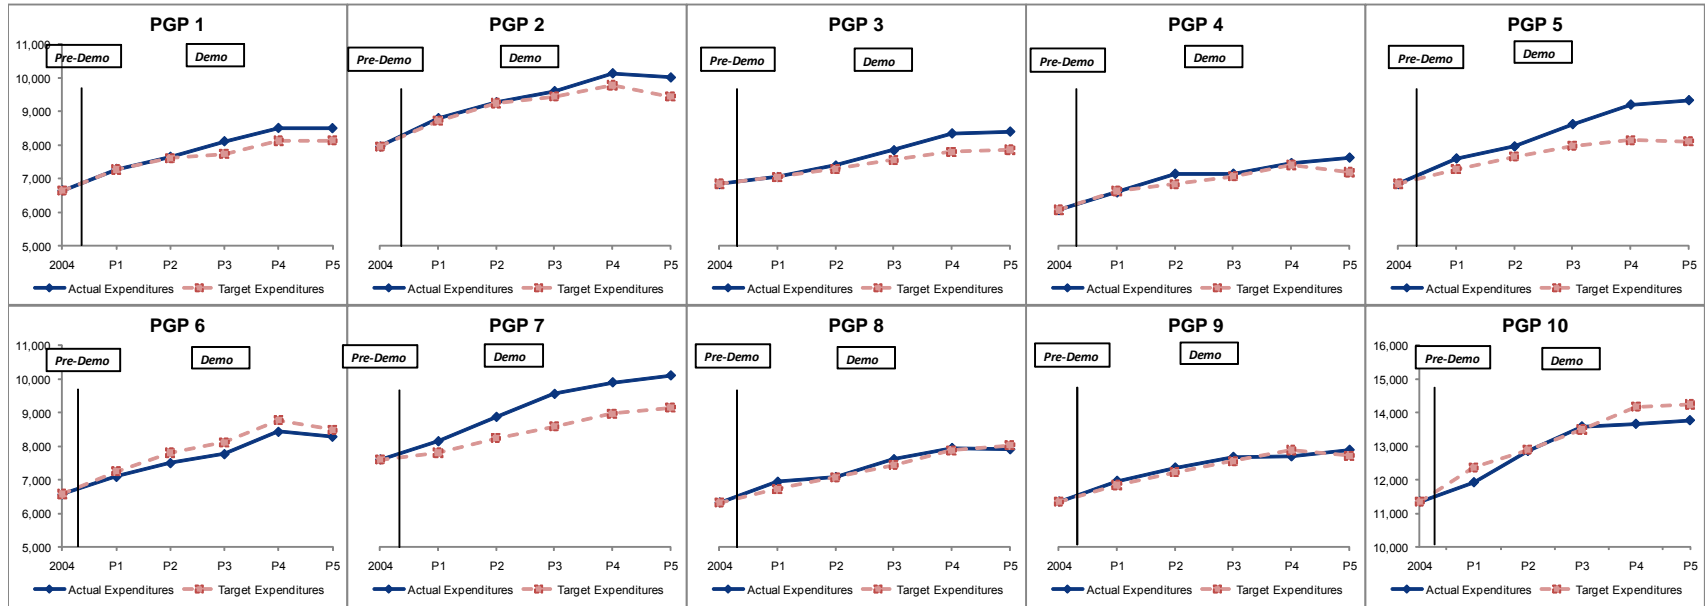 PGP 1
11,000
10,000
9,000
8,000
7,000
6,000
5,000
Pre-Demo
Demo
2004 P1 P2 P3 P4 P5
Actual Expenditures Target Expenditures
PGP 2
Pre-Demo
Demo
2004 P1 P2 P3 P4 P5
Actual Expenditures Target Expenditures
PGP 3
Pre-Demo
Demo
2004 P1 P2 P3 P4 P5
Actual Expenditures Target Expenditures
PGP 4
Pre-Demo
Demo
2004 P1 P2 P3 P4 P5
Actual Expenditures Target Expenditures
PGP 5
Pre-Demo
Demo
2004 P1 P2 P3 P4 P5
Actual Expenditures Target Expenditures
PGP 6
11,000
10,000
9,000
8,000
7,000
6,000
5,000
Pre-Demo
Demo
2004 P1 P2 P3 P4 P5
Actual Expenditures Target Expenditures
PGP 7
Pre-Demo
Demo
2004 P1 P2 P3 P4 P5
Actual Expenditures Target Expenditures
PGP 8
Pre-Demo
Demo
2004 P1 P2 P3 P4 P5
Actual Expenditures Target Expenditures
PGP 9
Pre-Demo
Demo
2004 P1 P2 P3 P4 P5
Actual Expenditures Target Expenditures
PGP 10
16,000
15,000
14,000
13,000
12,000
11,000
10,000
Pre-Demo
Demo
2004 P1 P2 P3 P4 P5
Actual Expenditures Target Expenditures